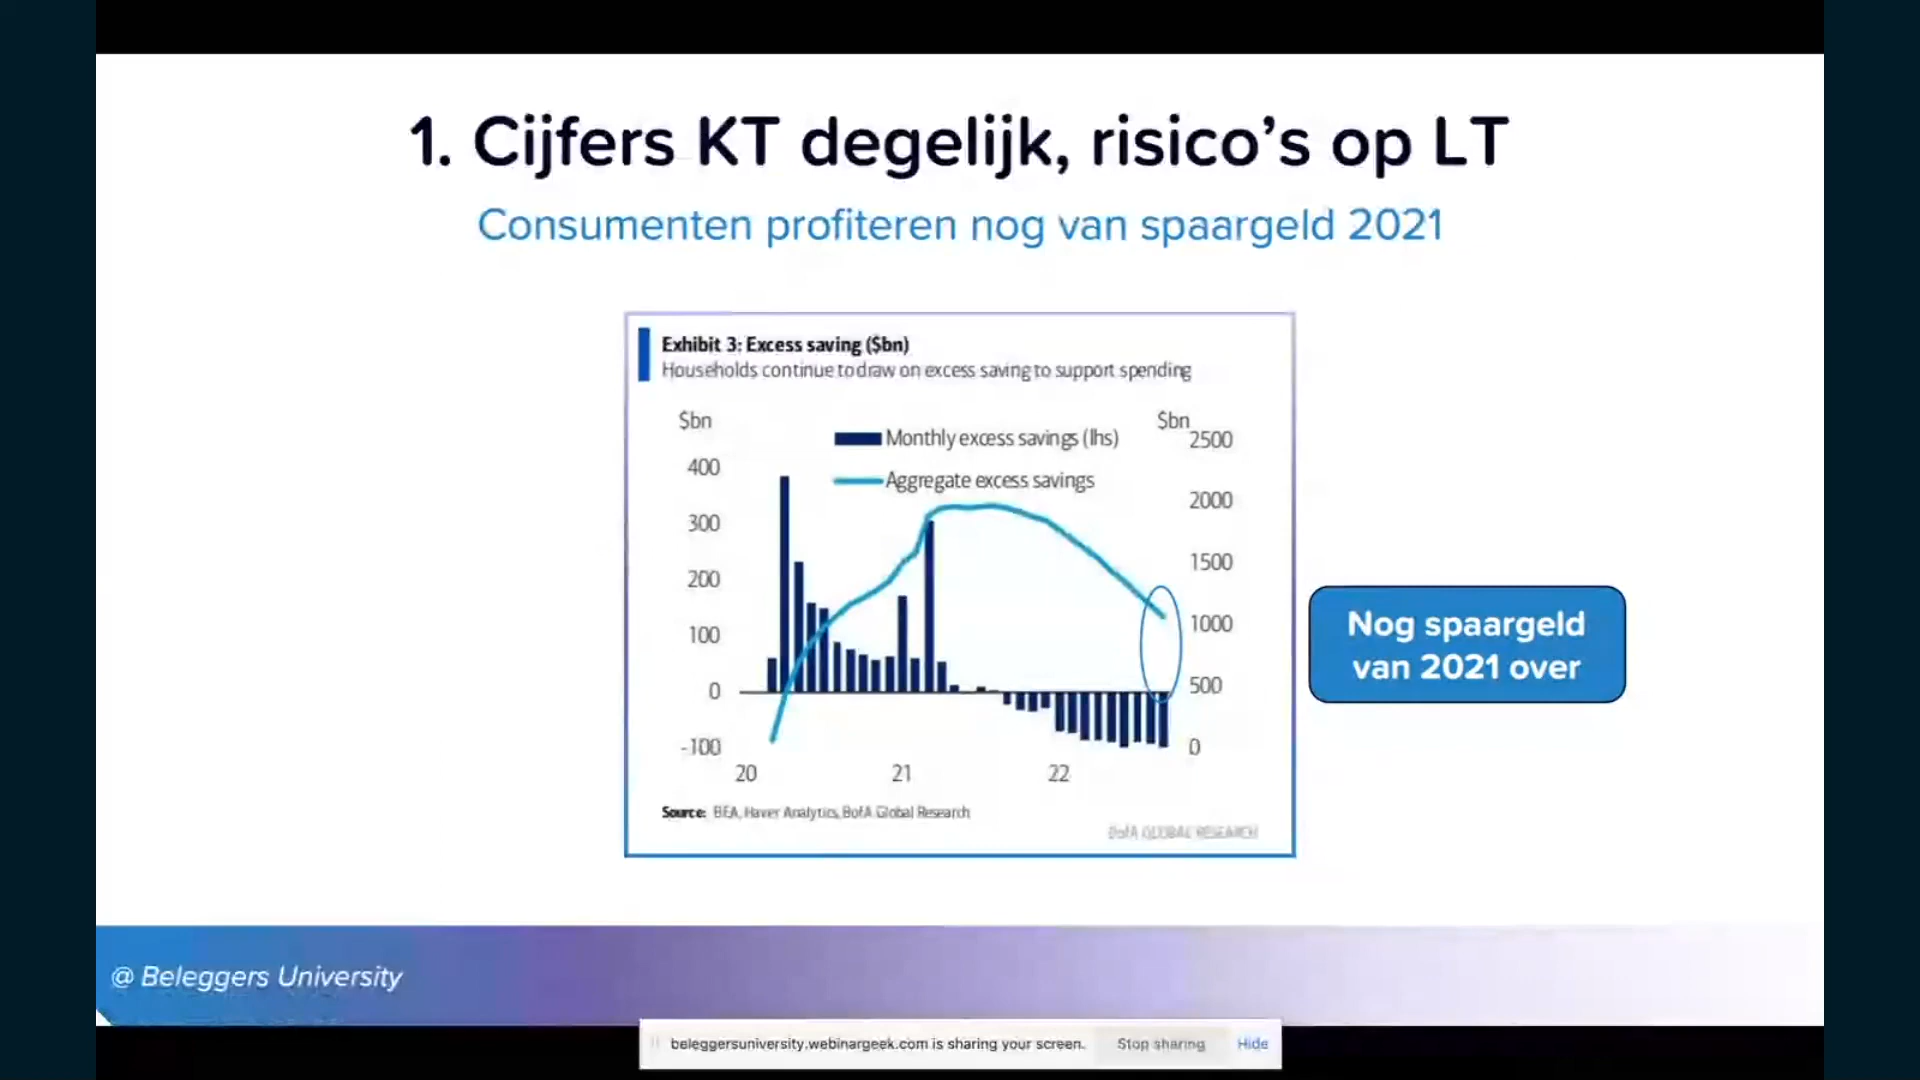 1. Cijfers KT degelijk, risico's op LT
Consumenten profiteren nog van spaargeld 2021
Exhibit 3: Excess saving ($bn)
Households continue to draw on excess saving to support spending
$bn
$bn
Monthly excess savings (lhs)
Aggregate excess savings
400
300
200
100
0
-100
2500
2000
1500
1000
500
0
20
21
22
Source: BEA, Haver Analytics, BofA Global Research
BofA GLOBAL RESEARCH
Nog spaargeld
van 2021 over
@ Beleggers University
beleggersuniversity.webinargeek.com is sharing your screen.
Stop sharing
Hide